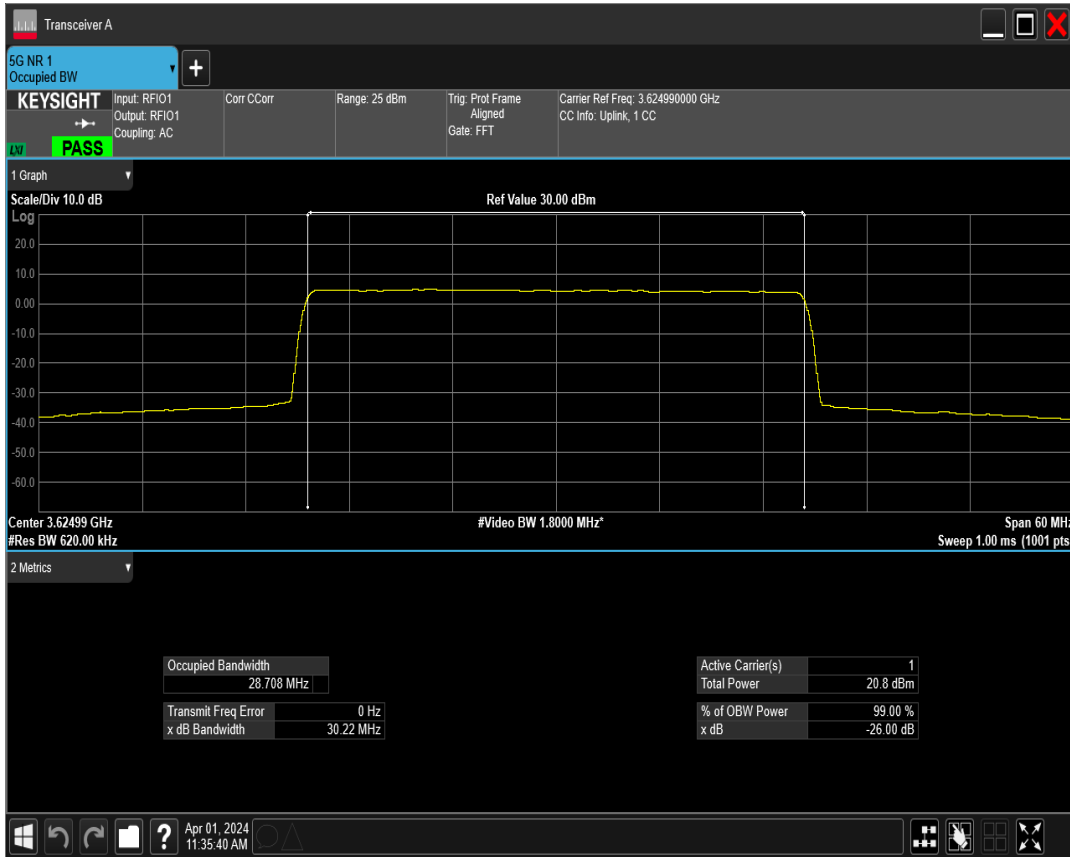 Transceiver A
5G NR 1
Occupied BW
KEYSIGHT
LXI
PASS
Input: RFIO1
Output: RFIO1
Coupling: AC
Corr CCorr
Range: 25 dBm
Trig: Prot Frame
Aligned
Gate: FFT
Carrier Ref Freq: 3.624990000 GHz
CC Info: Uplink, 1 CC
1 Graph
Scale/Div 10.0 dB
Ref Value 30.00 dBm
Log
20.0
10.0
0.00
-10.0
-20.0
-30.0
-40.0
-50.0
-60.0
Center 3.62499 GHz
#Video BW 1.8000 MHz*
Span 60 MHz
#Res BW 620.00 kHz
Sweep 1.00 ms (1001 pts
2 Metrics
Occupied Bandwidth
28.708 MHz
Transmit Freq Error 0 Hz
x dB Bandwidth 30.22 MHz
Active Carrier(s) 1
Total Power 20.8 dBm
% of OBW Power 99.00 %
x dB -26.00 dB
?
Apr 01, 2024
11:35:40 AM